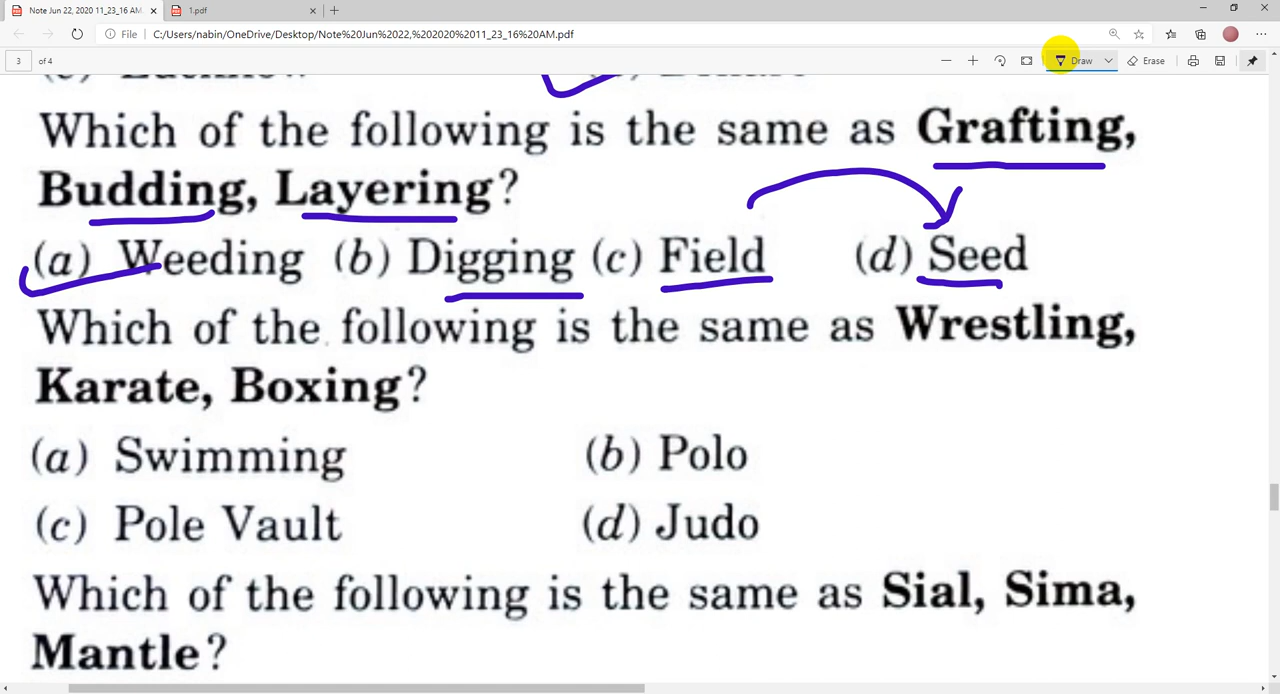 Note Jun 22, 2020 11_23_16 AM.
1.pdf
File C:/Users/nabin/OneDrive/Desktop/Note%20Jun%2022,%202020%2011_23_16%20AM.pdf
3 of 4 Draw Erase
Which of the following is the same as Grafting,
Budding, Layering?
(a) Weeding (b) Digging (c) Field (d) Seed
Which of the following is the same as Wrestling,
Karate, Boxing?
(a) Swimming (b) Polo
(c) Pole Vault (d) Judo
Which of the following is the same as Sial, Sima,
Mantle?